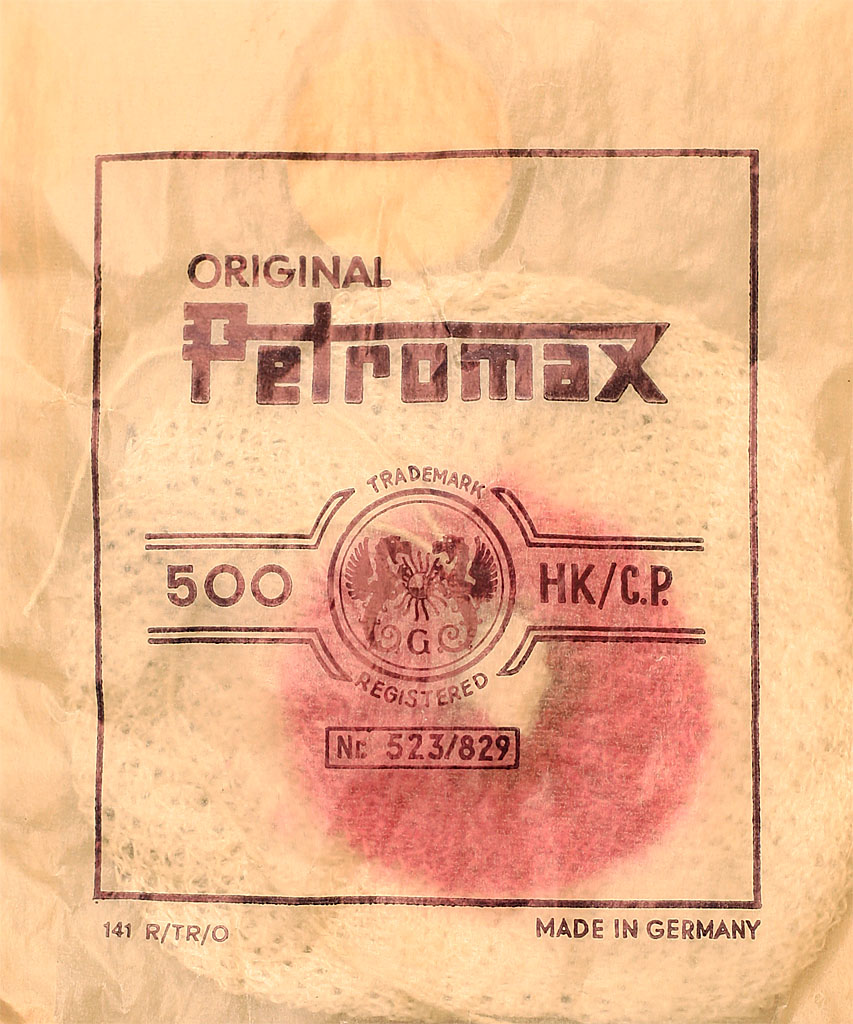 ORIGINAL
Petromax
TRADEMARK
500
HK/C.P.
G
REGISTERED
Nr. 523/829
141 R/TR/O
MADE IN GERMANY